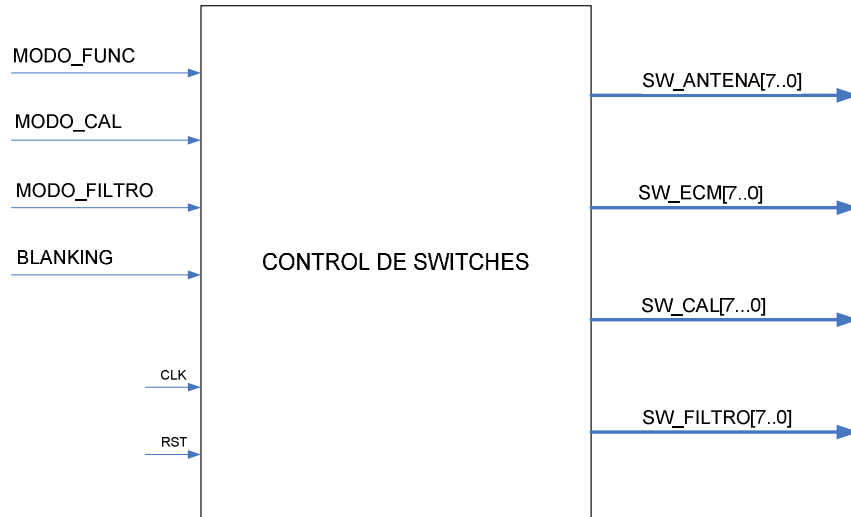 MODO_FUNC
MODO_CAL
MODO_FILTRO
BLANKING
CLK
RST
CONTROL DE SWITCHES
SW_ANTENA[7..0]
SW_ECM[7..0]
SW_CAL[7...0]
SW_FILTRO[7..0]